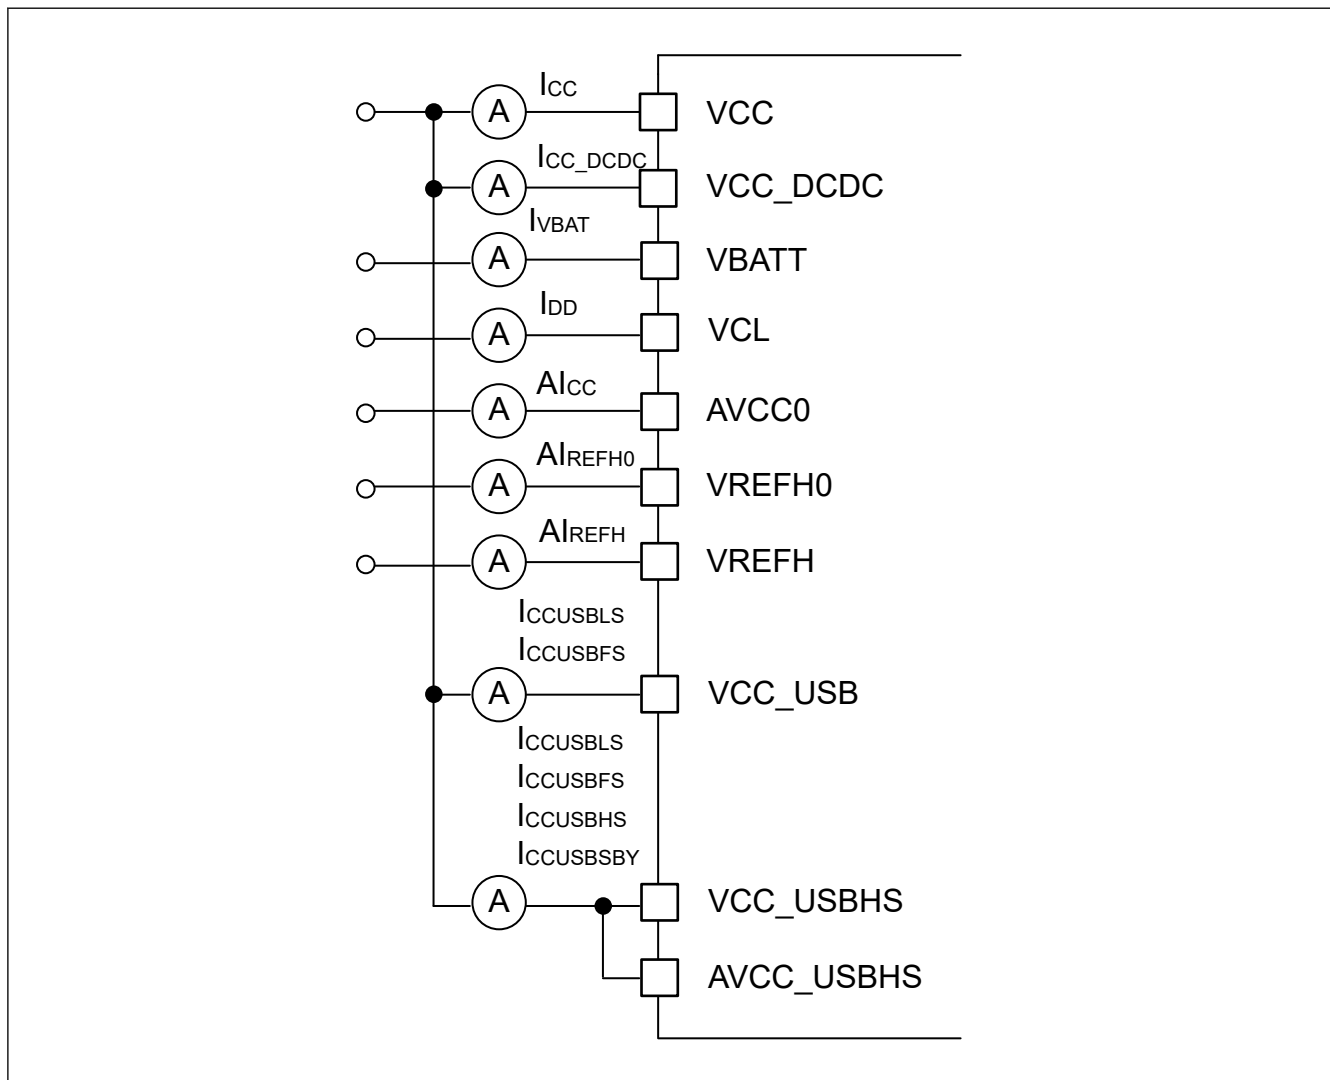 ICC
A
VCC
ICC_DCDC
A
VCC_DCDC
IVBAT
A
VBATT
IDD
A
VCL
AICC
A
AVCC0
AIREFH0
A
VREFH0
AIREFH
A
VREFH
ICCUSBLS
ICCUSBFS
A
VCC_USB
ICCUSBLS
ICCUSBFS
ICCUSBHS
ICCUSBSBY
A
VCC_USBHS
AVCC_USBHS